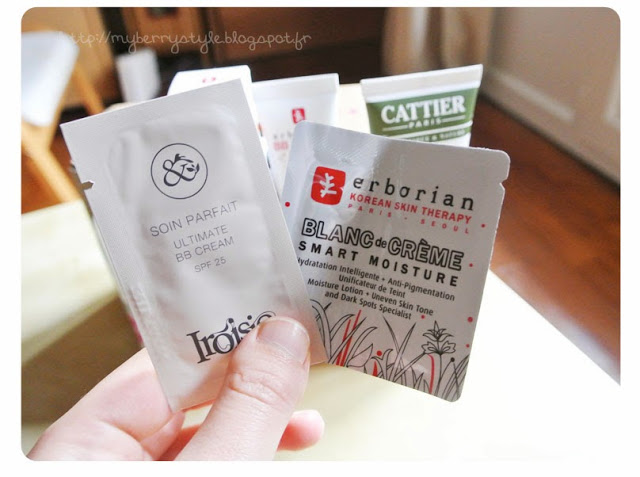 http://myberrystyle.blogspot.fr
SOIN PARFAIT
ULTIMATE
BB CREAM
SPF 25
erborian
KOREAN SKIN THERAPY
PARIS - SEOUL
BLANC de CRÈME
SMART MOISTURE
Hydratation Intelligente • Anti-Pigmentation
Unificateur de Teint
Moisture Lotion • Uneven Skin Tone
and Dark Spots Specialist
erborian
BB
CATTIER
PARIS